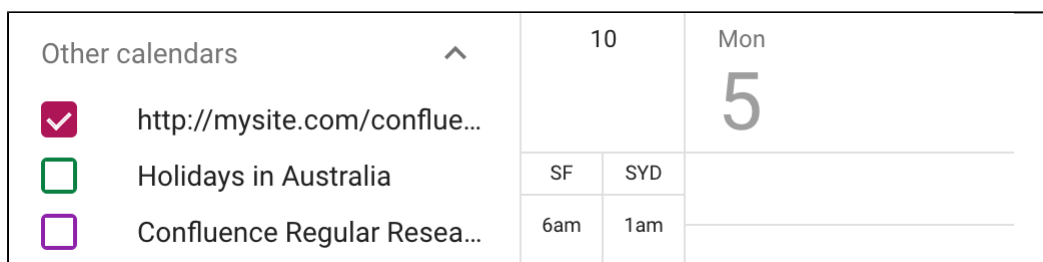 Other calendars
http://mysite.com/conflue...
Holidays in Australia
Confluence Regular Resea...
10
Mon
5
SF SYD
6am 1am